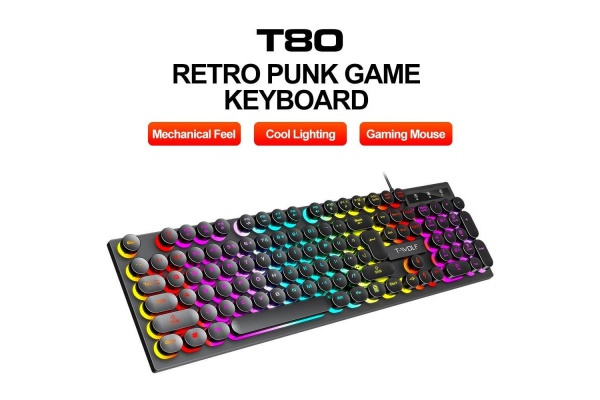 T80
RETRO PUNK GAME
KEYBOARD
Mechanical Feel
Cool Lighting
Gaming Mouse
T-WOLF